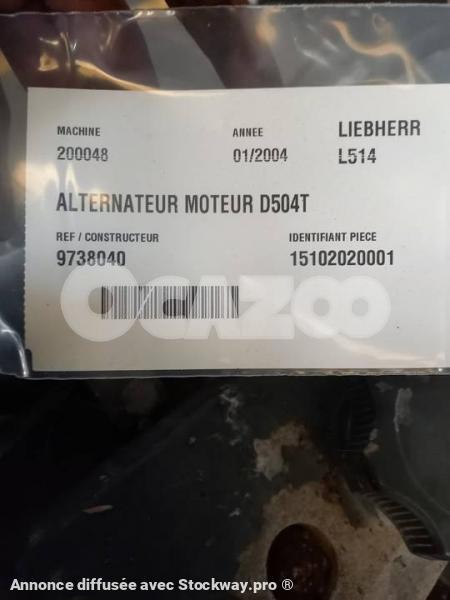 MACHINE ANNEE LIEBHERR
200048 01/2004 L514
ALTERNATEUR MOTEUR D504T
REF / CONSTRUCTEUR IDENTIFIANT PIECE
9738040 15102020001
OCAZOO
Annonce diffusée avec Stockway.pro ®